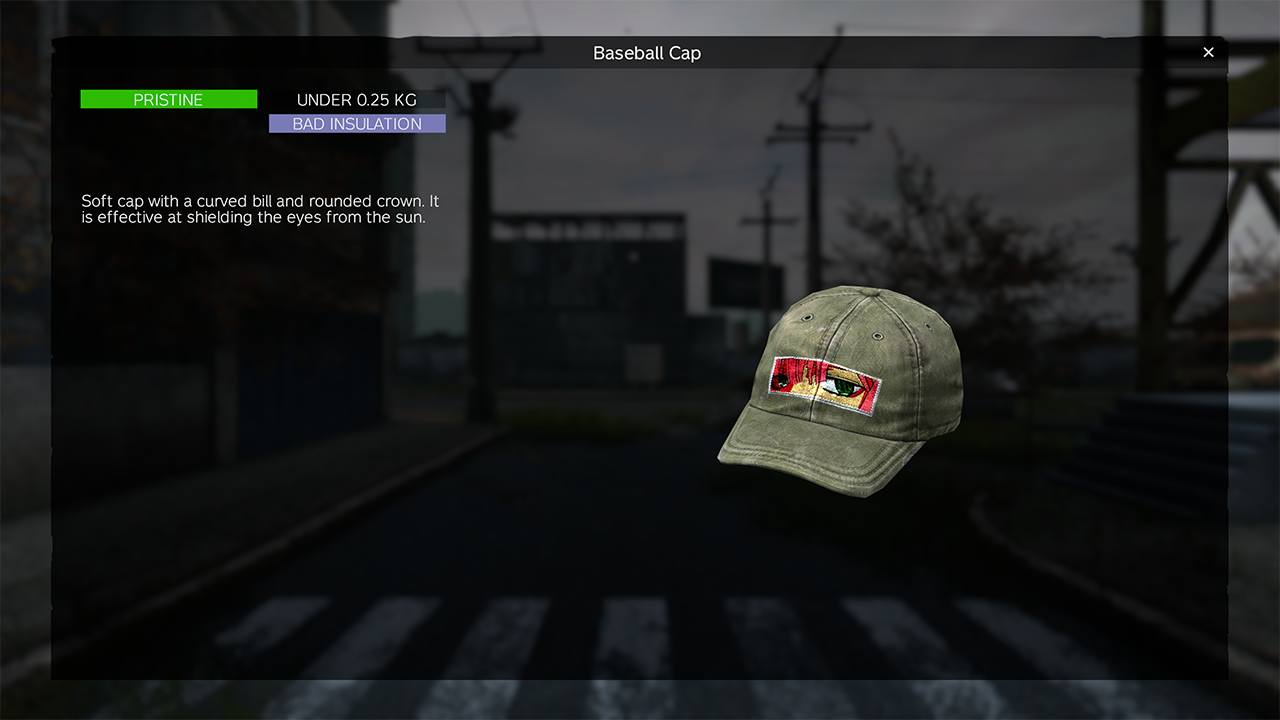 Baseball Cap
PRISTINE
UNDER 0.25 KG
BAD INSULATION
Soft cap with a curved bill and rounded crown. It
is effective at shielding the eyes from the sun.